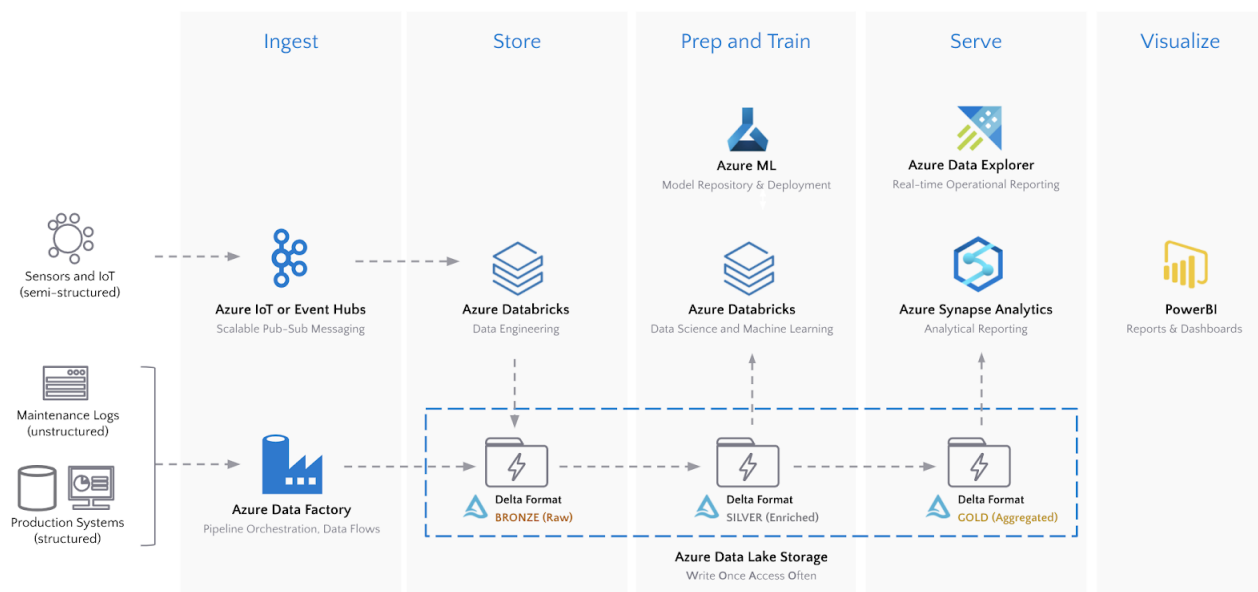 Ingest
Store
Prep and Train
Serve
Visualize
Azure ML
Model Repository & Deployment
Azure Data Explorer
Real-time Operational Reporting
Sensors and IoT
(semi-structured)
Azure IoT or Event Hubs
Scalable Pub-Sub Messaging
Azure Databricks
Data Engineering
Azure Databricks
Data Science and Machine Learning
Azure Synapse Analytics
Analytical Reporting
PowerBI
Reports & Dashboards
Maintenance Logs
(unstructured)
Production Systems
(structured)
Azure Data Factory
Pipeline Orchestration, Data Flows
Delta Format
BRONZE (Raw)
Delta Format
SILVER (Enriched)
Delta Format
GOLD (Aggregated)
Azure Data Lake Storage
Write Once Access Often